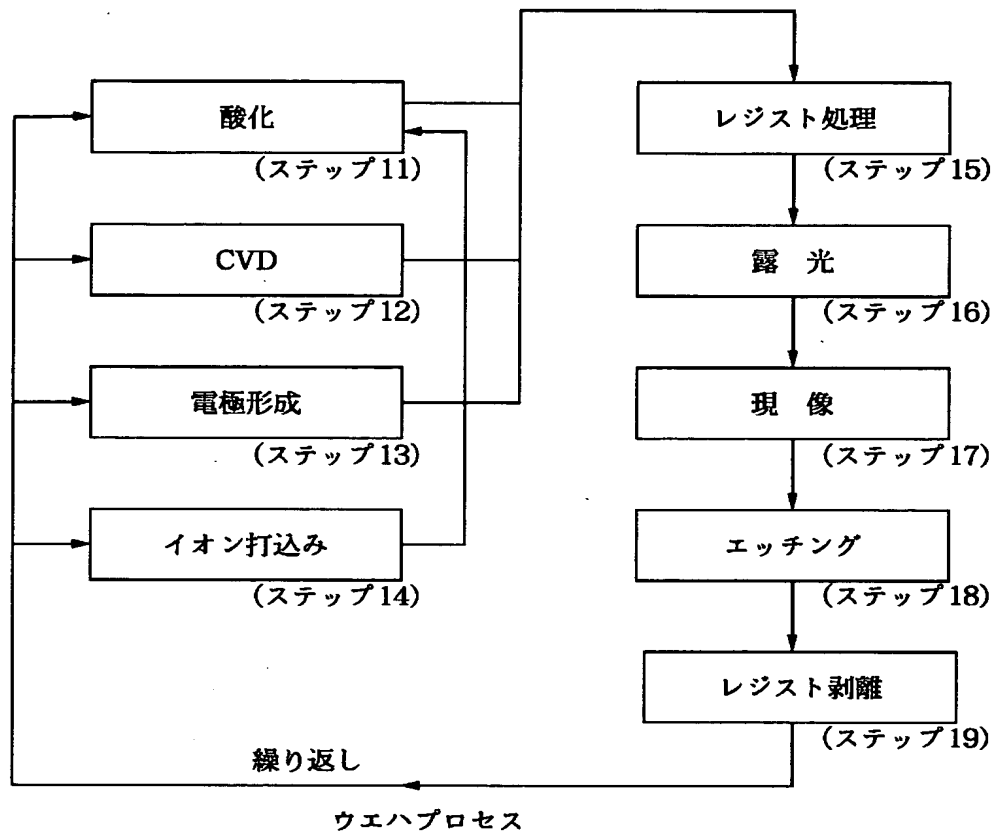 酸化
(ステップ11)
CVD
(ステップ12)
電極形成
(ステップ13)
イオン打込み
(ステップ14)
レジスト処理
(ステップ15)
露　光
(ステップ16)
現　像
(ステップ17)
エッチング
(ステップ18)
レジスト剥離
(ステップ19)
繰り返し
ウエハプロセス